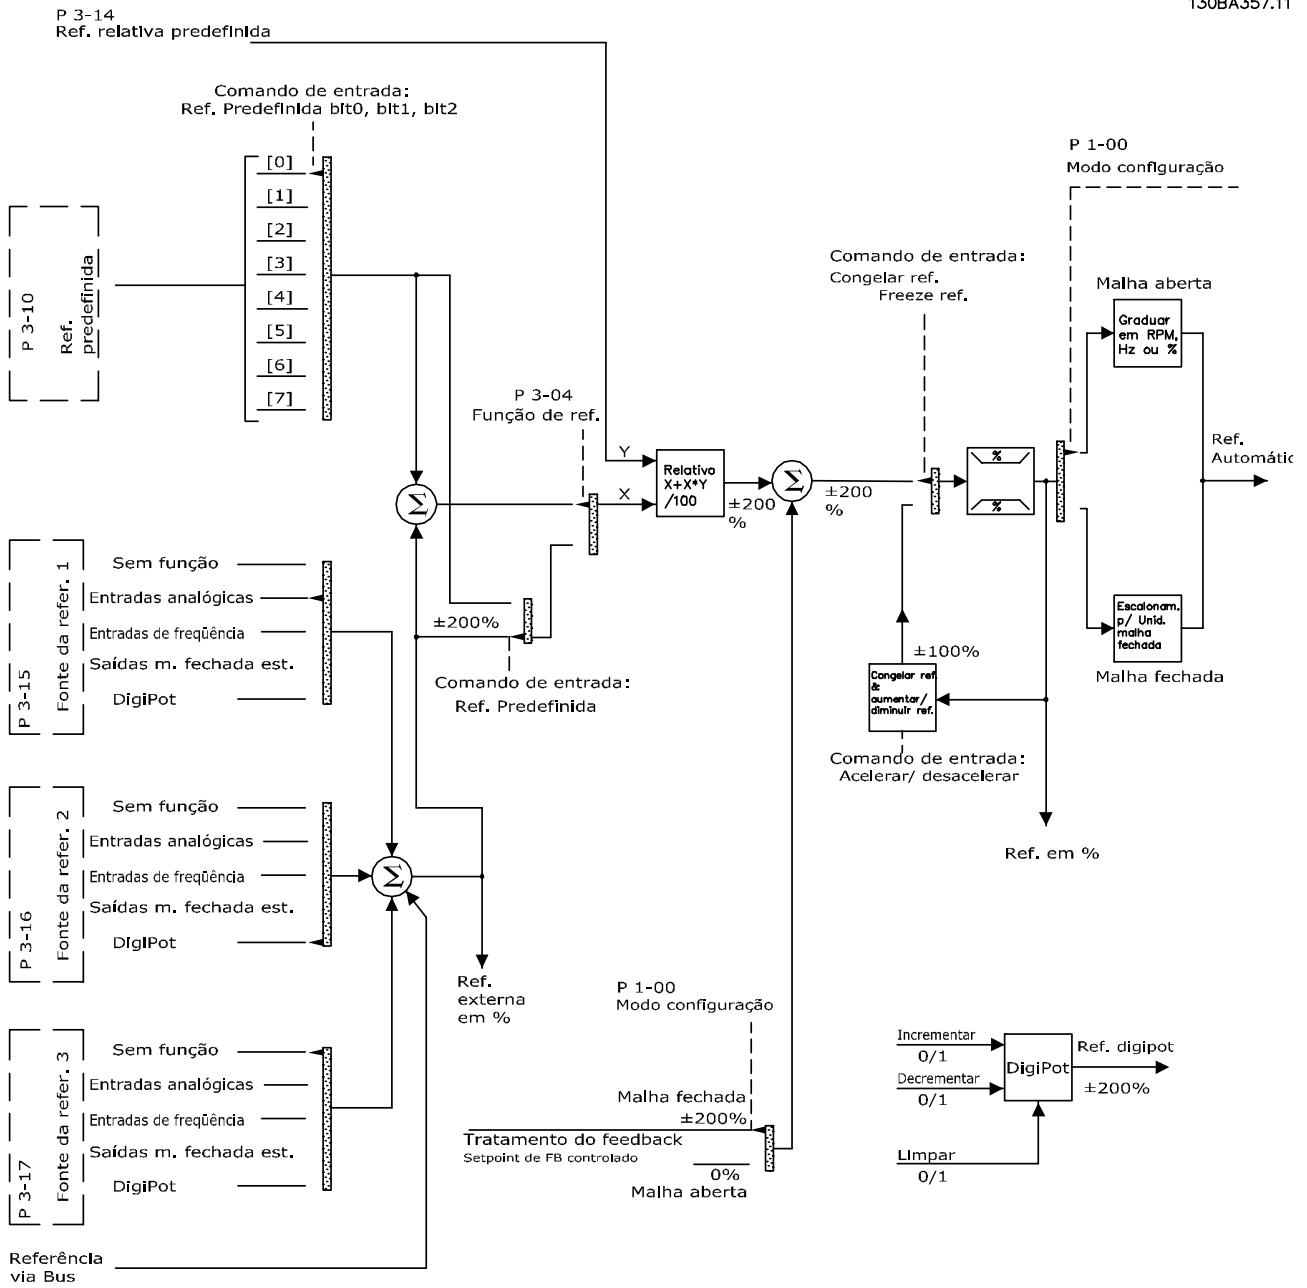 130BA357.11
P 3-14
Ref. relativa predefinida
Comando de entrada:
Ref. Predefinida bit0, bit1, bit2
[0]
[1]
[2]
[3]
[4]
[5]
[6]
[7]
P 3-10
Ref.
predefinida
P 1-00
Modo configuração
Comando de entrada:
Congelar ref.
Freeze ref.
Malha aberta
Graduar
em RPM,
Hz ou %
P 3-04
Função de ref.
Y
X
Relativo
X+X*Y
/100
±200
%
Σ
±200
%
%
%
Ref.
Automátic
Σ
P 3-15
Fonte da refer. 1
Sem função
Entradas analógicas
Entradas de freqüência
Saídas m. fechada est.
DigiPot
±200%
Comando de entrada:
Ref. Predefinida
±100%
Congelar ref.
&
aumentar/
diminuir ref.
Comando de entrada:
Acelerar/ desacelerar
Escalonam.
p/ Unid.
malha
fechada
Malha fechada
Ref. em %
P 3-16
Fonte da refer. 2
Sem função
Entradas analógicas
Entradas de freqüência
Saídas m. fechada est.
DigiPot
Σ
Ref.
externa
em %
P 1-00
Modo configuração
Malha fechada
±200%
Tratamento do feedback
Setpoint de FB controlado
0%
Malha aberta
Incrementar
0/1
Decrementar
0/1
Limpar
0/1
DigiPot
Ref. digipot
±200%
P 3-17
Fonte da refer. 3
Sem função
Entradas analógicas
Entradas de freqüência
Saídas m. fechada est.
DigiPot
Referência
via Bus